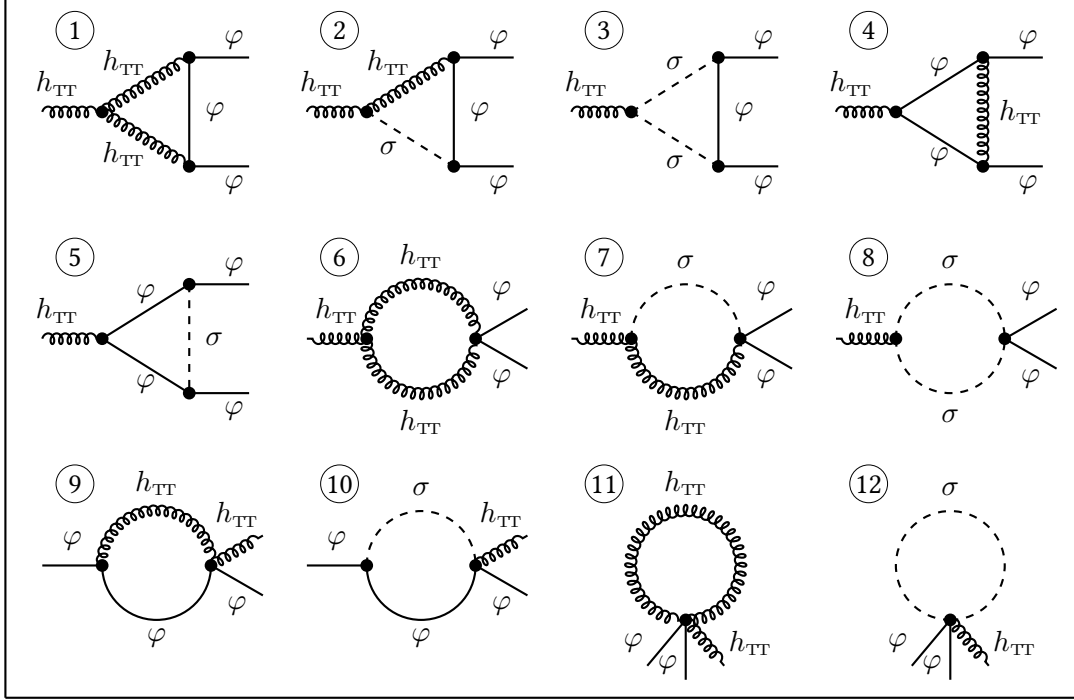 1 φ 2 φ 3 φ 4 φ
h_TT h_TT φ h_TT h_TT φ h_TT σ φ h_TT φ h_TT
h_TT σ σ φ
φ φ φ φ
5 φ 6 h_TT 7 σ 8 σ
h_TT φ σ h_TT φ h_TT φ h_TT φ
φ φ φ φ
φ h_TT h_TT σ
9 h_TT 10 σ 11 h_TT 12 σ
φ h_TT φ h_TT
φ φ φ φ h_TT φ h_TT
φ φ φ φ